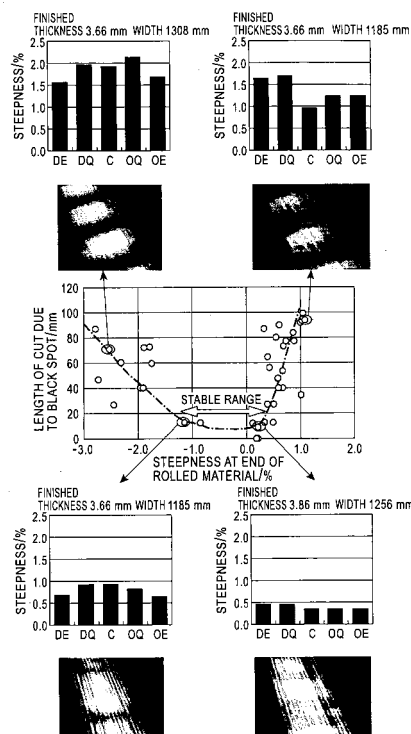 FINISHED
THICKNESS 3.66 mm WIDTH 1308 mm
STEEPNESS/%
2.5
2.0
1.5
1.0
0.5
0.0
DE DQ C OQ OE
FINISHED
THICKNESS 3.66 mm WIDTH 1185 mm
STEEPNESS/%
2.5
2.0
1.5
1.0
0.5
0.0
DE DQ C OQ OE
LENGTH OF CUT DUE
TO BLACK SPOT/mm
120
100
80
60
40
20
0
STABLE RANGE
-3.0 -2.0 -1.0 0.0 1.0 2.0
STEEPNESS AT END OF
ROLLED MATERIAL/%
FINISHED
THICKNESS 3.66 mm WIDTH 1185 mm
STEEPNESS/%
2.5
2.0
1.5
1.0
0.5
0.0
DE DQ C OQ OE
FINISHED
THICKNESS 3.86 mm WIDTH 1256 mm
STEEPNESS/%
2.5
2.0
1.5
1.0
0.5
0.0
DE DQ C OQ OE